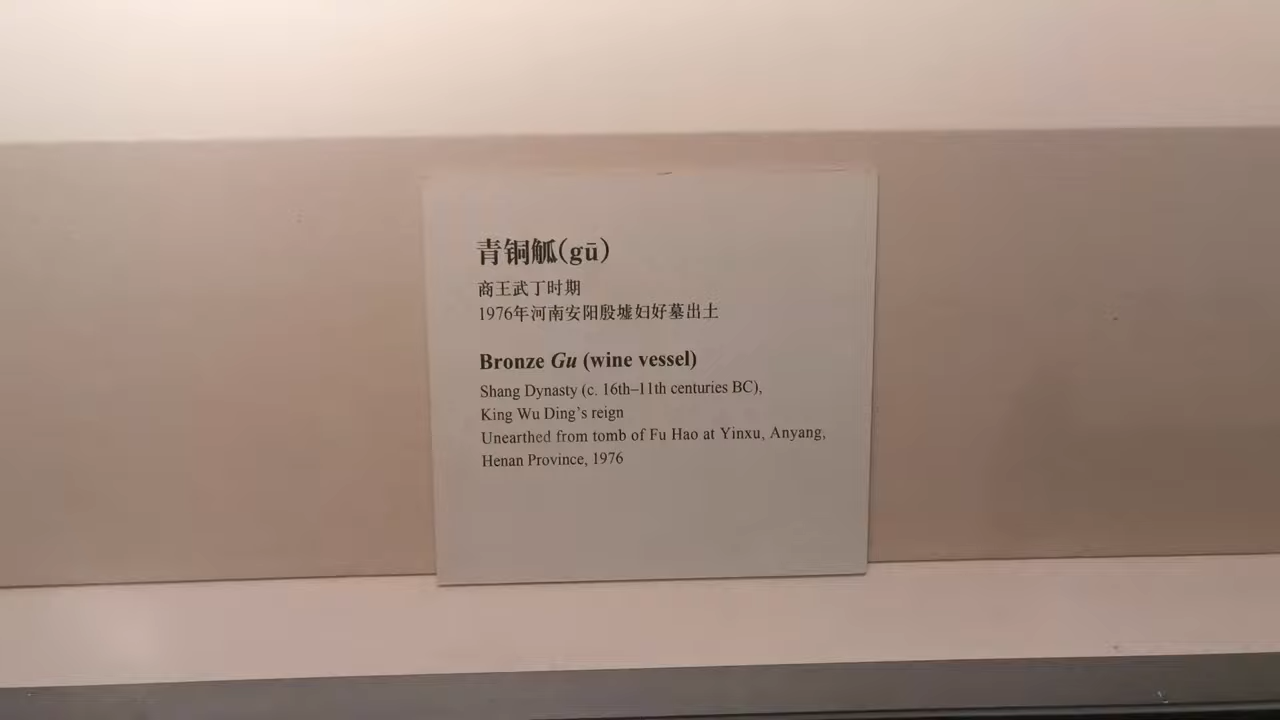 青铜觚(gū)
商王武丁时期
1976年河南安阳殷墟妇好墓出土
Bronze Gu (wine vessel)
Shang Dynasty (c. 16th–11th centuries BC),
King Wu Ding's reign
Unearthed from tomb of Fu Hao at Yinxu, Anyang,
Henan Province, 1976